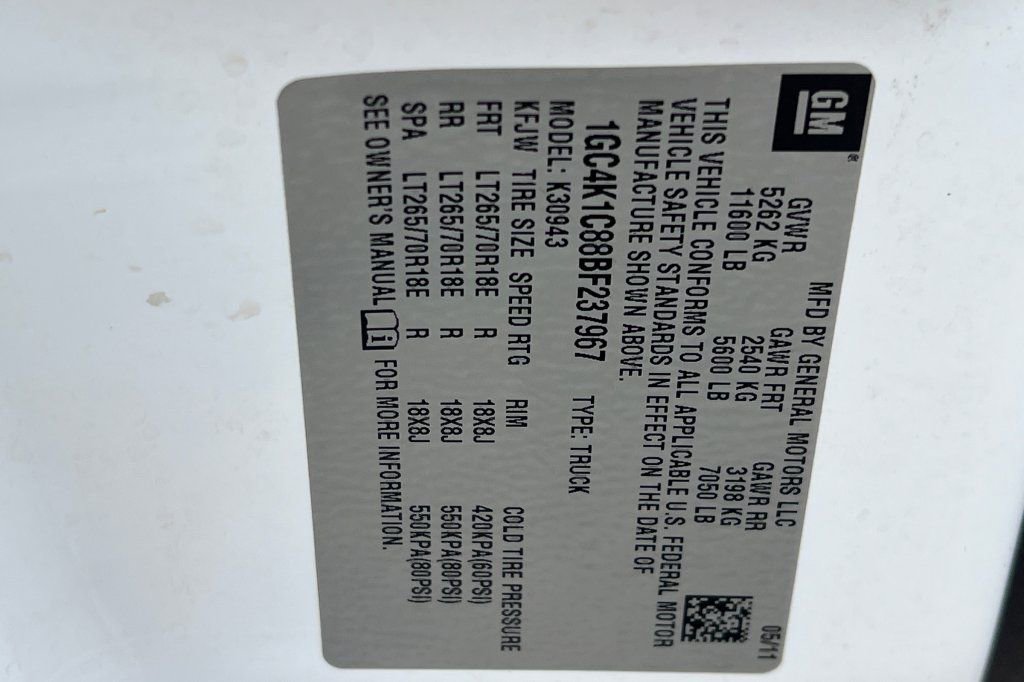 GM
MFD BY GENERAL MOTORS LLC 05/11
GVWR GAWR FRT GAWR RR
5262 KG 2540 KG 3198 KG
11600 LB 5600 LB 7050 LB
THIS VEHICLE CONFORMS TO ALL APPLICABLE U.S. FEDERAL MOTOR
VEHICLE SAFETY STANDARDS IN EFFECT ON THE DATE OF
MANUFACTURE SHOWN ABOVE.
1GC4K1C88BF237967 TYPE: TRUCK
MODEL: K30943
KFJW TIRE SIZE SPEED RTG RIM COLD TIRE PRESSURE
FRT LT265/70R18E R 18X8J 420KPA(60PSI)
RR LT265/70R18E R 18X8J 550KPA(80PSI)
SPA LT265/70R18E R 18X8J 550KPA(80PSI)
SEE OWNER'S MANUAL FOR MORE INFORMATION.